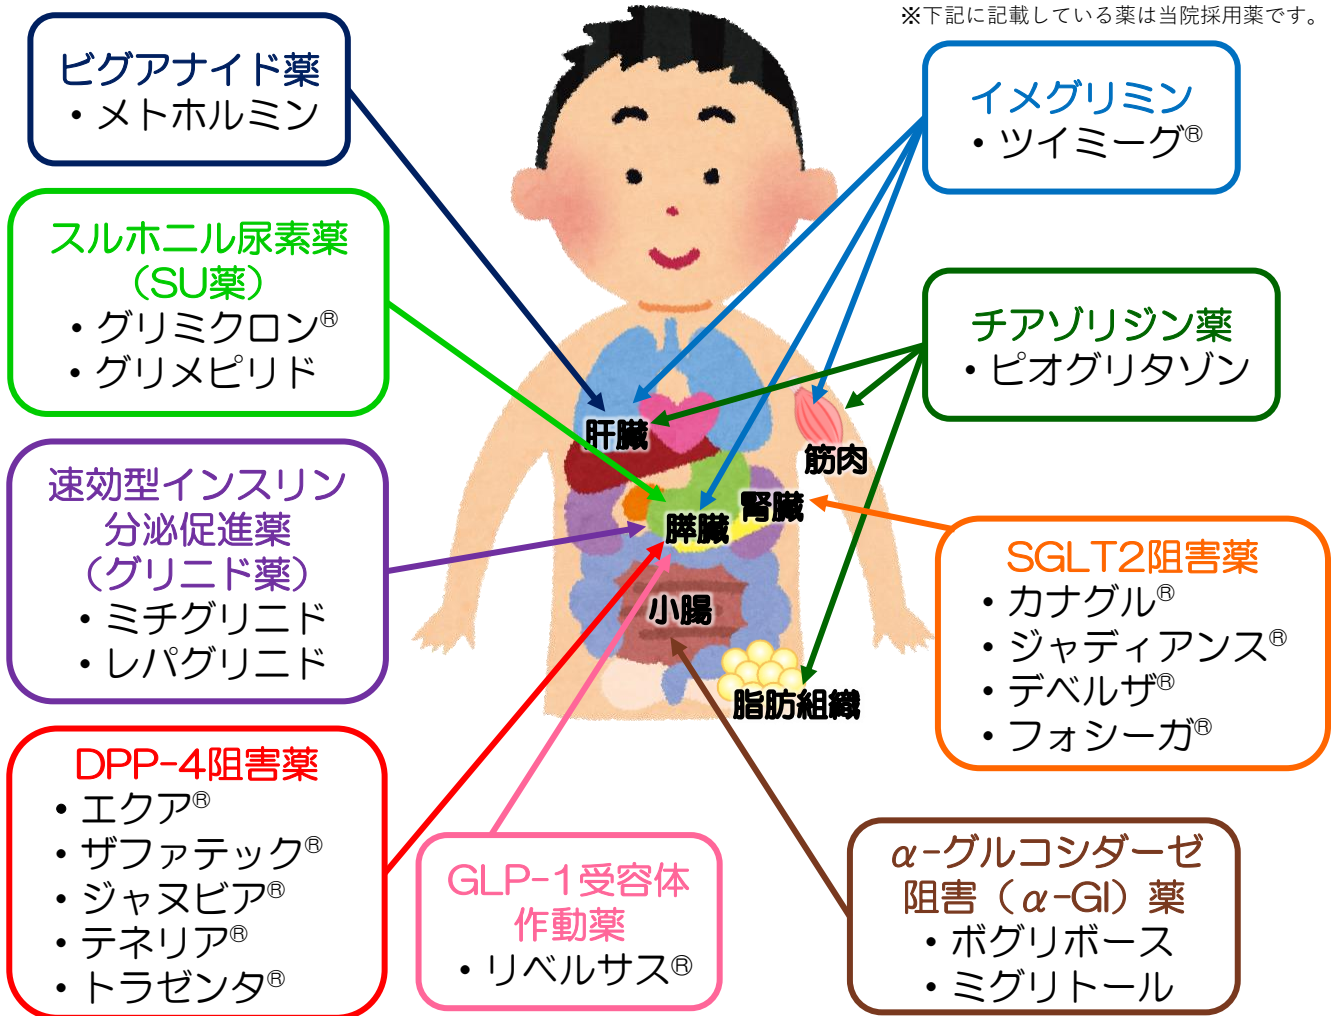 ※下記に記載している薬は当院採用薬です。
ビグアナイド薬
・メトホルミン
イメグリミン
・ツイミーグ®
スルホニル尿素薬
（SU薬）
・グリミクロン®
・グリメピリド
チアゾリジン薬
・ピオグリタゾン
肝臓
筋肉
腎臓
膵臓
小腸
脂肪組織
速効型インスリン
分泌促進薬
（グリニド薬）
・ミチグリニド
・レパグリニド
SGLT2阻害薬
・カナグル®
・ジャディアンス®
・デベルザ®
・フォシーガ®
DPP-4阻害薬
・エクア®
・ザファテック®
・ジャヌビア®
・テネリア®
・トラゼンタ®
GLP-1受容体
作動薬
・リベルサス®
α-グルコシダーゼ
阻害（α-GI）薬
・ボグリボース
・ミグリトール